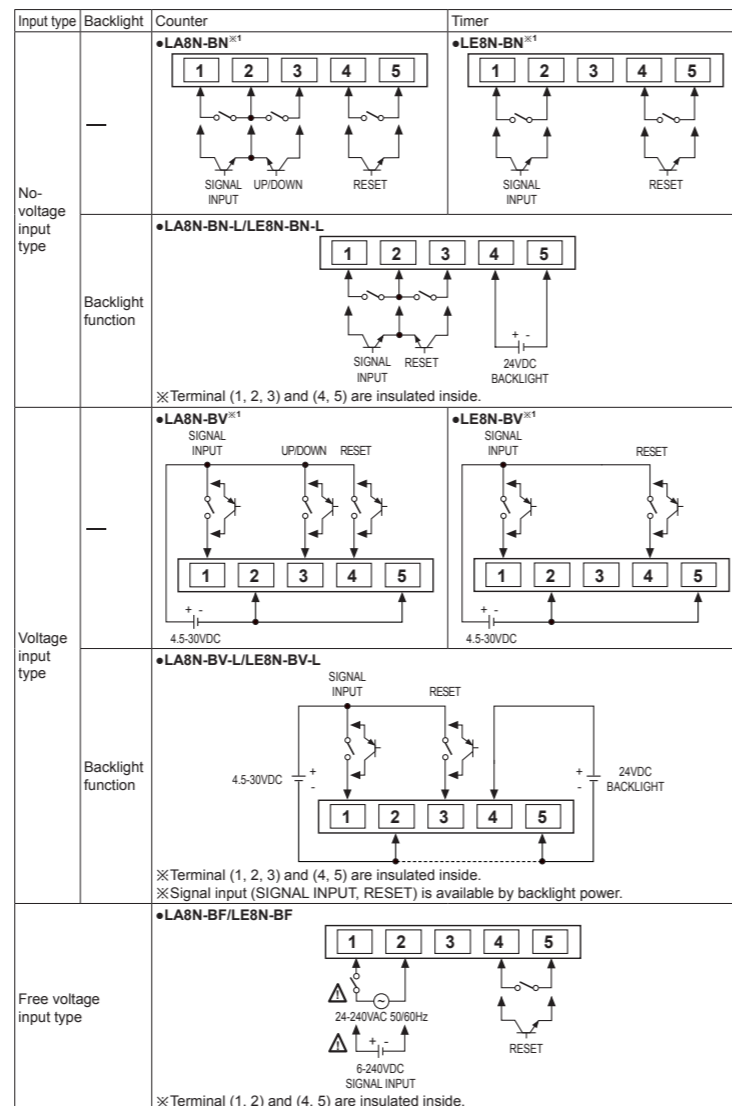 Input type Backlight Counter Timer
No-voltage input type
—
●LA8N-BN※1
1 2 3 4 5
SIGNAL INPUT UP/DOWN RESET
●LE8N-BN※1
1 2 3 4 5
SIGNAL INPUT RESET
Backlight function
●LA8N-BN-L/LE8N-BN-L
1 2 3 4 5
+ -
SIGNAL INPUT RESET 24VDC BACKLIGHT
※Terminal (1, 2, 3) and (4, 5) are insulated inside.
Voltage input type
—
●LA8N-BV※1
SIGNAL INPUT UP/DOWN RESET
1 2 3 4 5
+ -
4.5-30VDC
●LE8N-BV※1
SIGNAL INPUT RESET
1 2 3 4 5
+ -
4.5-30VDC
Backlight function
●LA8N-BV-L/LE8N-BV-L
SIGNAL INPUT RESET
4.5-30VDC + - + - 24VDC BACKLIGHT
1 2 3 4 5
※Terminal (1, 2, 3) and (4, 5) are insulated inside.
※Signal input (SIGNAL INPUT, RESET) is available by backlight power.
Free voltage input type
●LA8N-BF/LE8N-BF
1 2 3 4 5
24-240VAC 50/60Hz
+ -
6-240VDC
SIGNAL INPUT
RESET
※Terminal (1, 2) and (4, 5) are insulated inside.